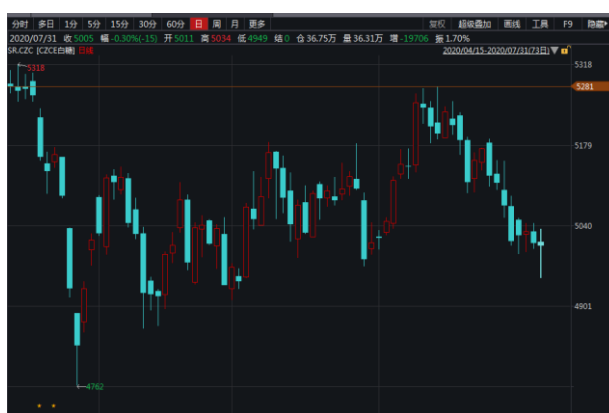 分时 多日 1分 5分 15分 30分 60分 日 周 月 更多 复权 超级叠加 画线 工具 F9 隐藏
2020/07/31 收5005 幅-0.30%(-15) 开5011 高5034 低4949 结0 仓36.75万 量36.31万 增-19706 振1.70%
SR.CZC [CZCE白糖] 日线 2020/04/15-2020/07/31(73日)
5318
5318
5281
5179
5040
4901
4762